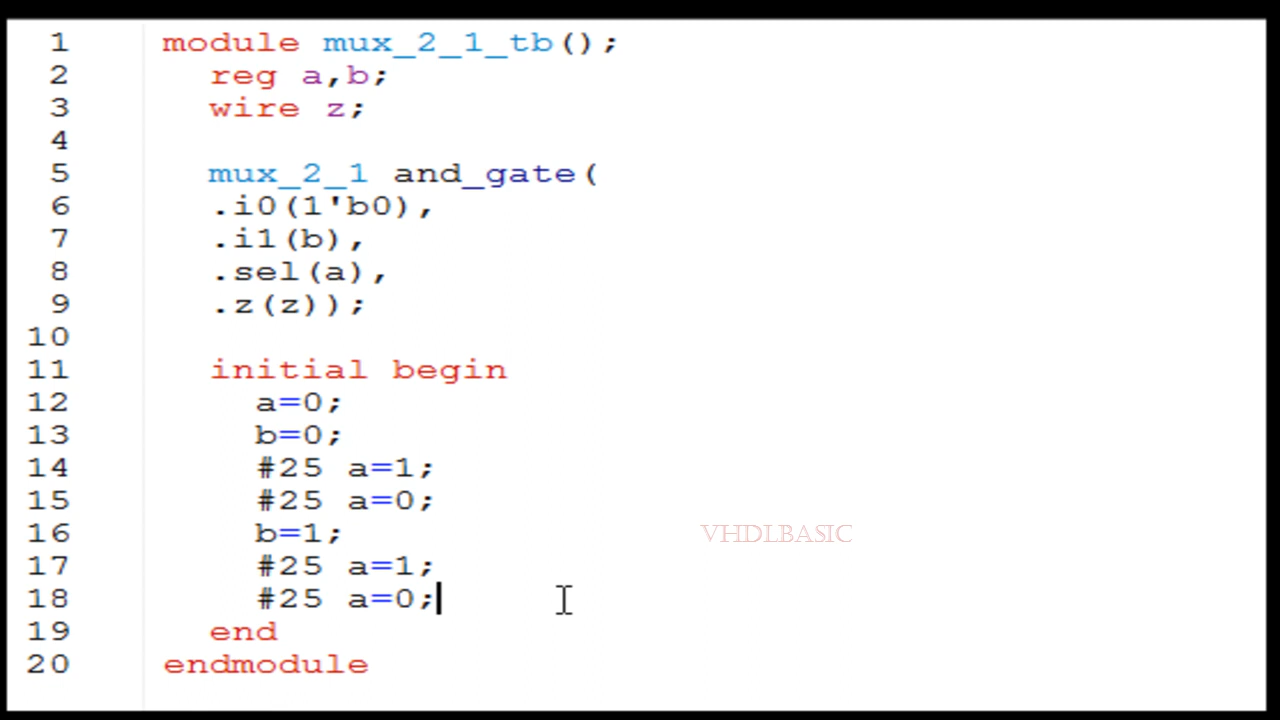 1 module mux_2_1_tb();
2 reg a,b;
3 wire z;
4
5 mux_2_1 and_gate(
6 .i0(1'b0),
7 .i1(b),
8 .sel(a),
9 .z(z));
10
11 initial begin
12 a=0;
13 b=0;
14 #25 a=1;
15 #25 a=0;
16 b=1;
VHDLBASIC
17 #25 a=1;
18 #25 a=0;
19 end
20 endmodule